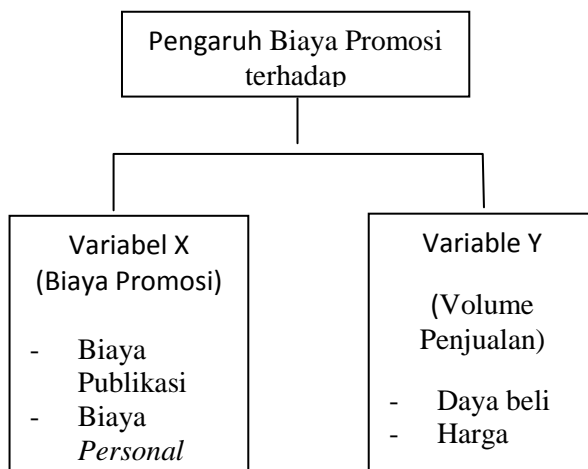 Pengaruh Biaya Promosi
terhadap
Variabel X
(Biaya Promosi)
- Biaya
Publikasi
- Biaya
Personal
Variable Y
(Volume
Penjualan)
- Daya beli
- Harga